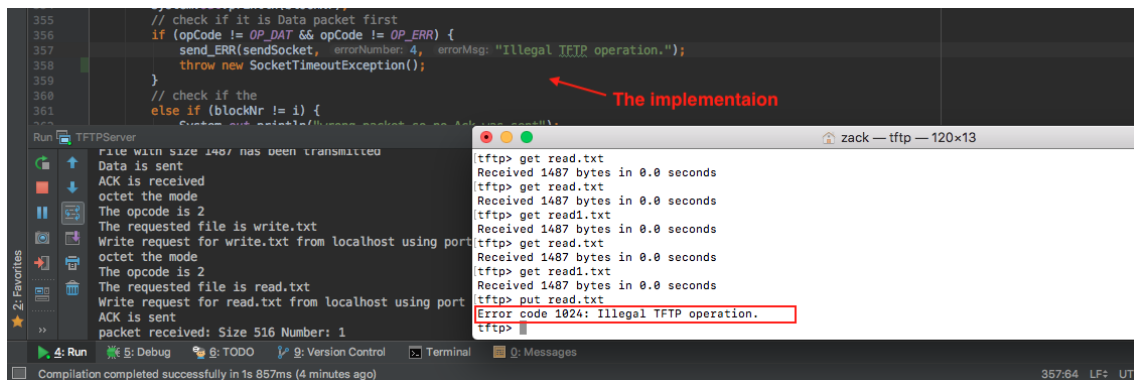 355 // check if it is Data packet first
356 if (opCode != OP_DAT && opCode != OP_ERR) {
357 send_ERR(sendSocket, errorNumber: 4, errorMsg: "Illegal TFTP operation.");
358 throw new SocketTimeoutException();
359 }
360 // check if the
361 else if (blockNr != i) {
The implementaion
Run TFTPServer
File with size 1487 has been transmitted
Data is sent
ACK is received
octet the mode
The opcode is 2
The requested file is write.txt
Write request for write.txt from localhost using port
octet the mode
The opcode is 2
The requested file is read.txt
Write request for read.txt from localhost using port
ACK is sent
packet received: Size 516 Number: 1
zack — tftp — 120×13
tftp> get read.txt
Received 1487 bytes in 0.0 seconds
tftp> get read.txt
Received 1487 bytes in 0.0 seconds
tftp> get read1.txt
Received 1487 bytes in 0.0 seconds
tftp> get read.txt
Received 1487 bytes in 0.0 seconds
tftp> get read1.txt
Received 1487 bytes in 0.0 seconds
tftp> put read.txt
Error code 1024: Illegal TFTP operation.
tftp>
2: Favorites
4: Run 5: Debug 6: TODO 9: Version Control Terminal 0: Messages
Compilation completed successfully in 1s 857ms (4 minutes ago) 357:64 LF÷ UT